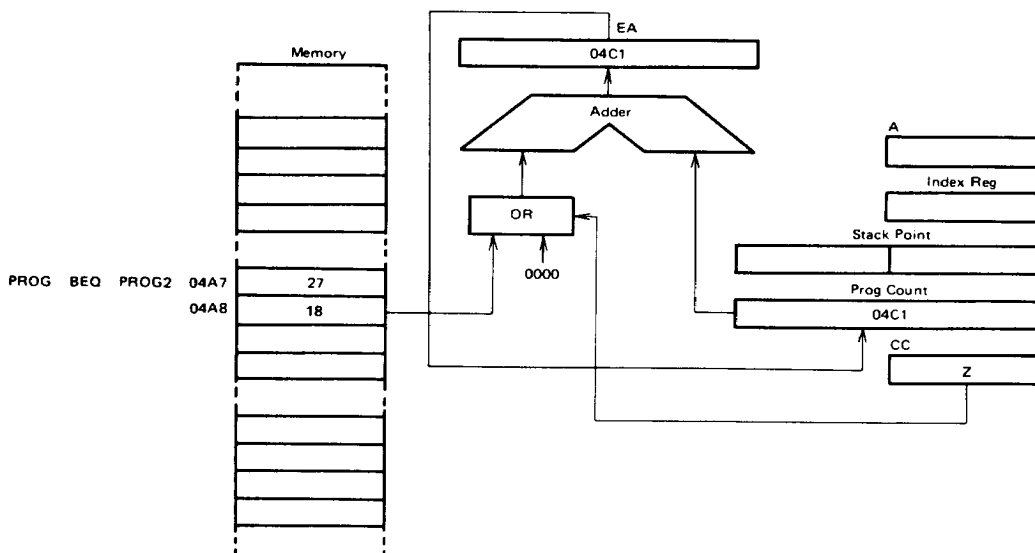 EA
04C1
Memory
Adder
A
Index Reg
OR
Stack Point
0000
PROG BEQ PROG2 04A7 27
Prog Count
04A8 18
04C1
CC
Z